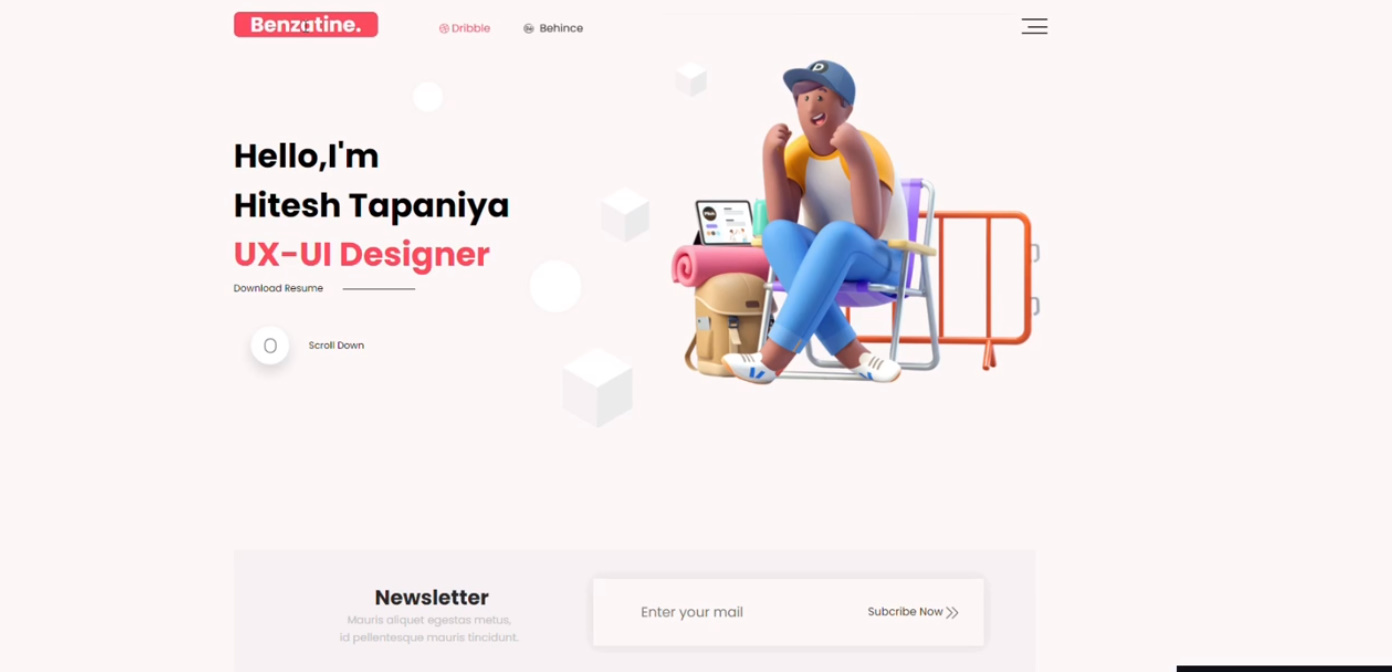 Benzatine.
Dribble
Behince
Hello,I'm
Hitesh Tapaniya
UX-UI Designer
Download Resume
Scroll Down
Newsletter
Mauris aliquet egestas metus,
id pellentesque mauris tincidunt.
Enter your mail
Subcribe Now